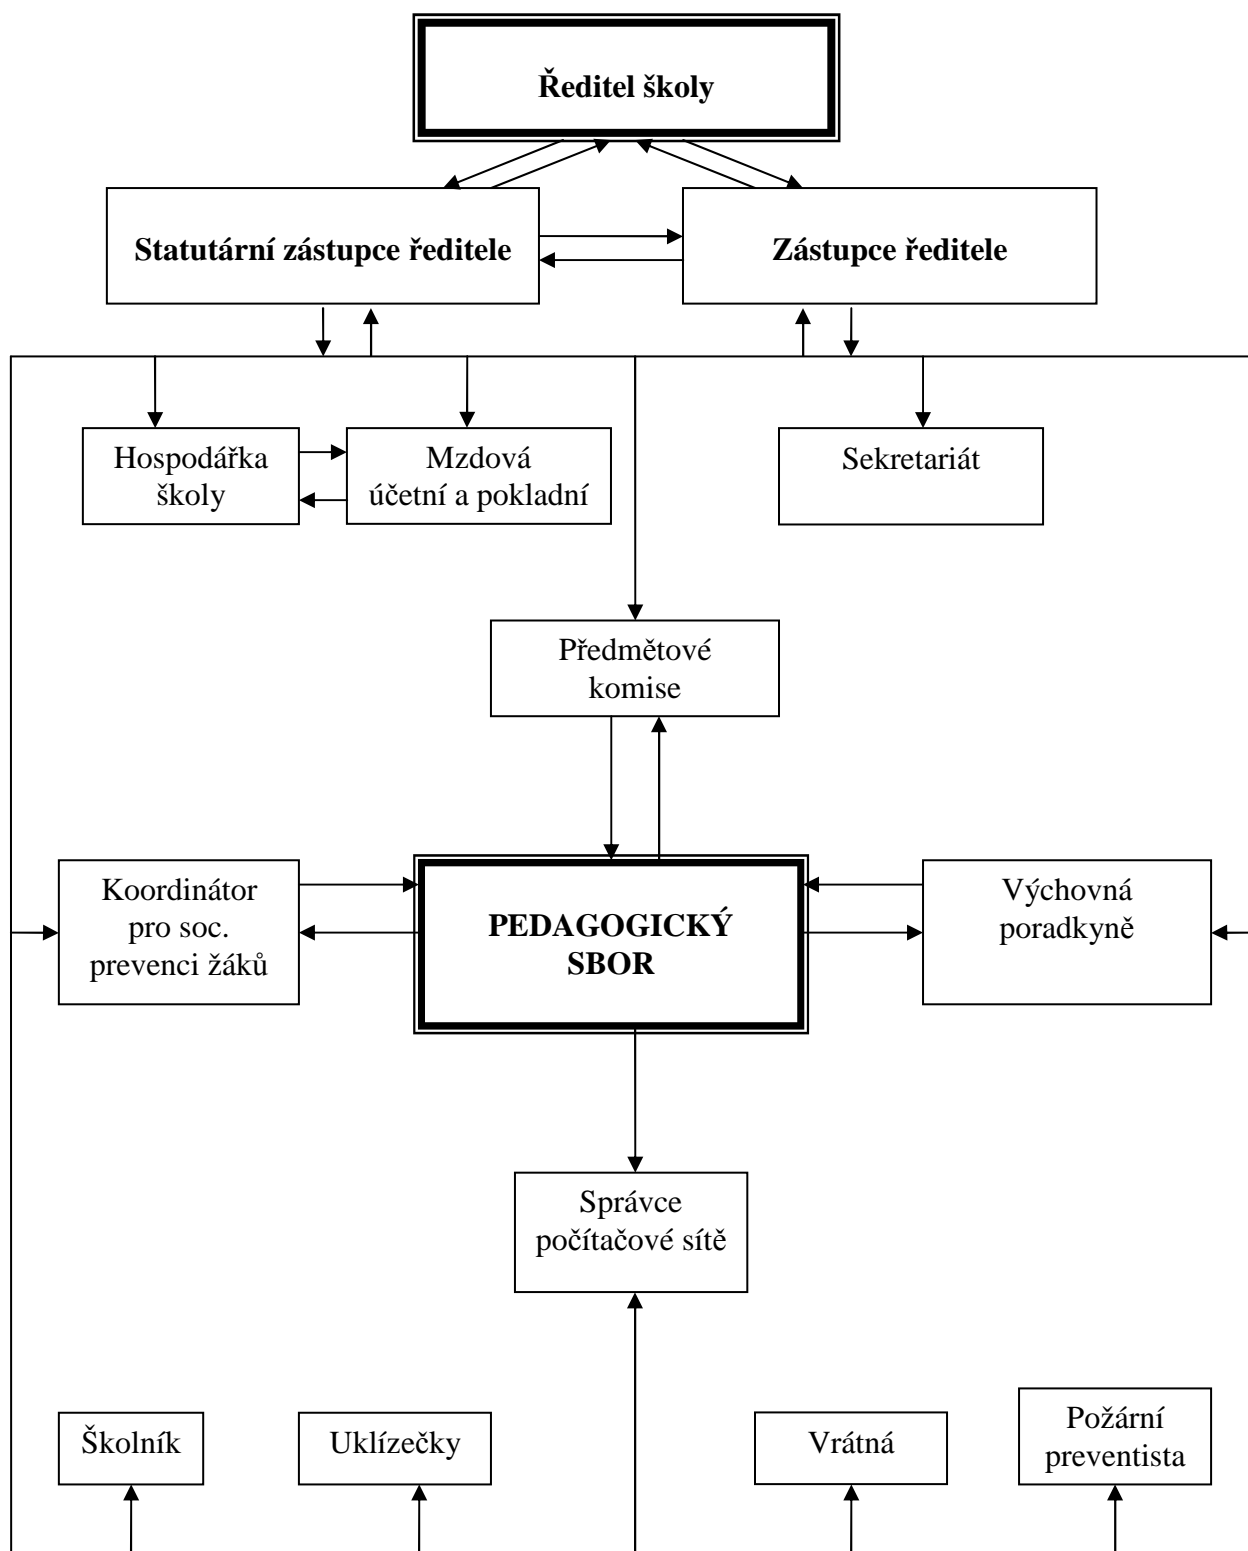 Ředitel školy
Statutární zástupce ředitele
Zástupce ředitele
Hospodářka
školy
Mzdová
účetní a pokladní
Sekretariát
Předmětové
komise
Koordinátor
pro soc.
prevenci žáků
PEDAGOGICKÝ
SBOR
Výchovná
poradkyně
Správce
počítačové sítě
Školník
Uklízečky
Vrátná
Požární
preventista